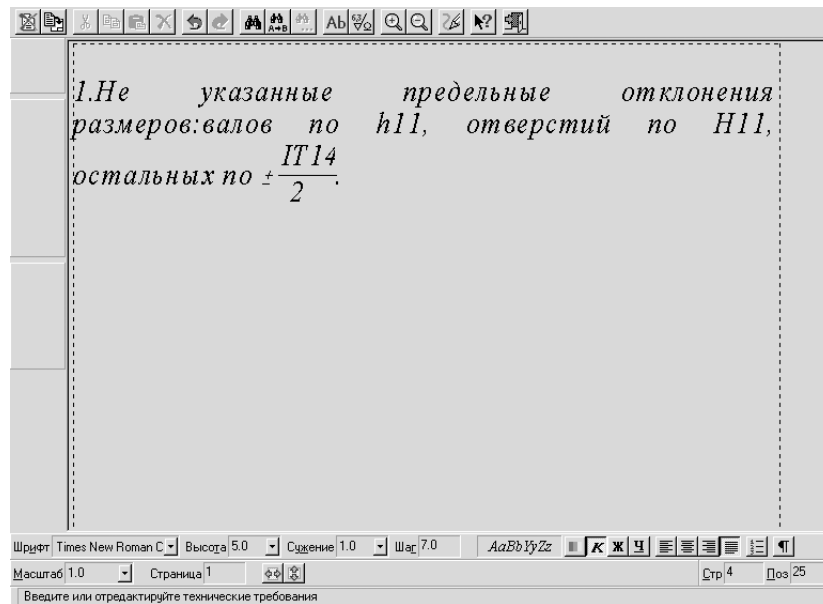 Ab
1.Не указанные предельные отклонения
размеров:валов по h11, отверстий по H11,
остальных по ± IT14
2 .
Шрифт Times New Roman C Высота 5.0 Сужение 1.0 Шаг 7.0 AaBbYyZz К Ж Ч ¶
Масштаб 1.0 Страница 1 Стр 4 Поз 25
Введите или отредактируйте технические требования